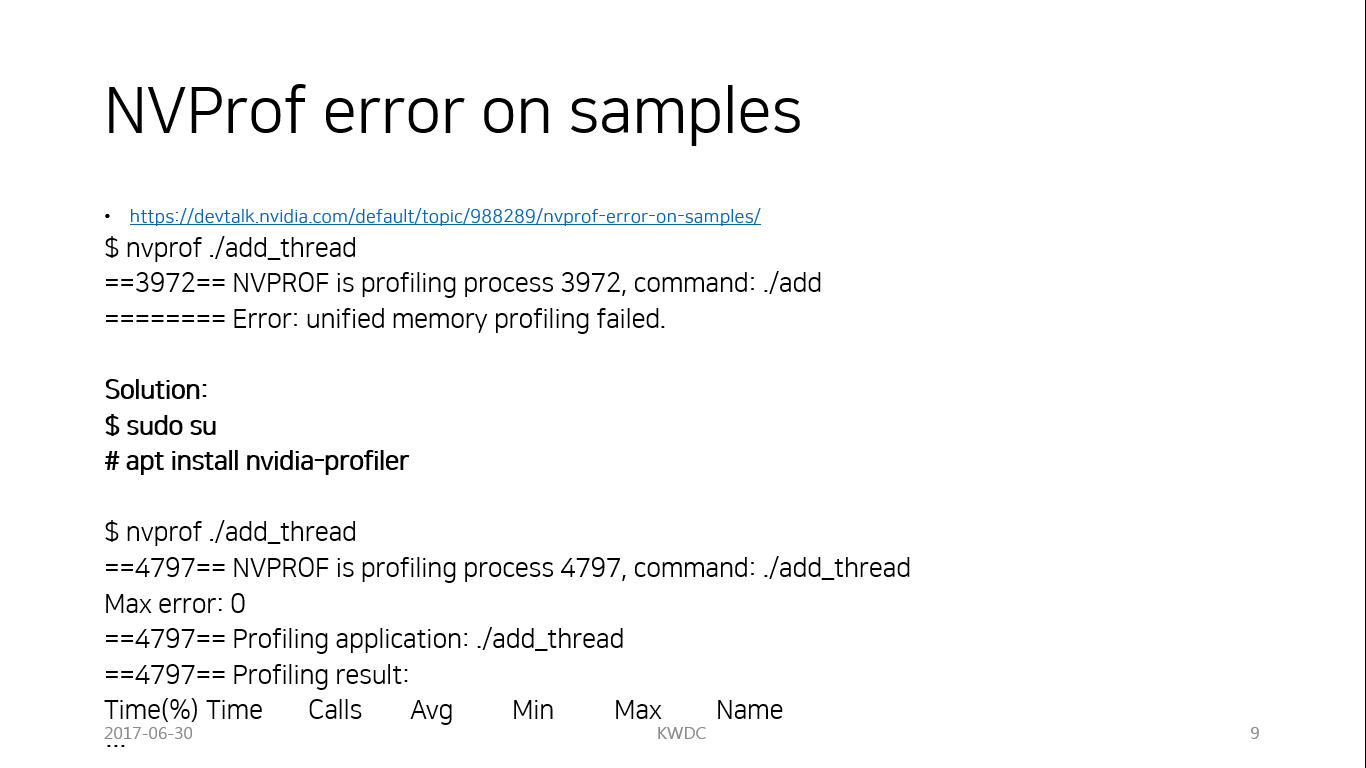 NVProf error on samples
• https://devtalk.nvidia.com/default/topic/988289/nvprof-error-on-samples/
$ nvprof ./add_thread
==3972== NVPROF is profiling process 3972, command: ./add
======== Error: unified memory profiling failed.
Solution:
$ sudo su
# apt install nvidia-profiler
$ nvprof ./add_thread
==4797== NVPROF is profiling process 4797, command: ./add_thread
Max error: 0
==4797== Profiling application: ./add_thread
==4797== Profiling result:
Time(%) Time Calls Avg Min Max Name
...
2017-06-30 KWDC 9